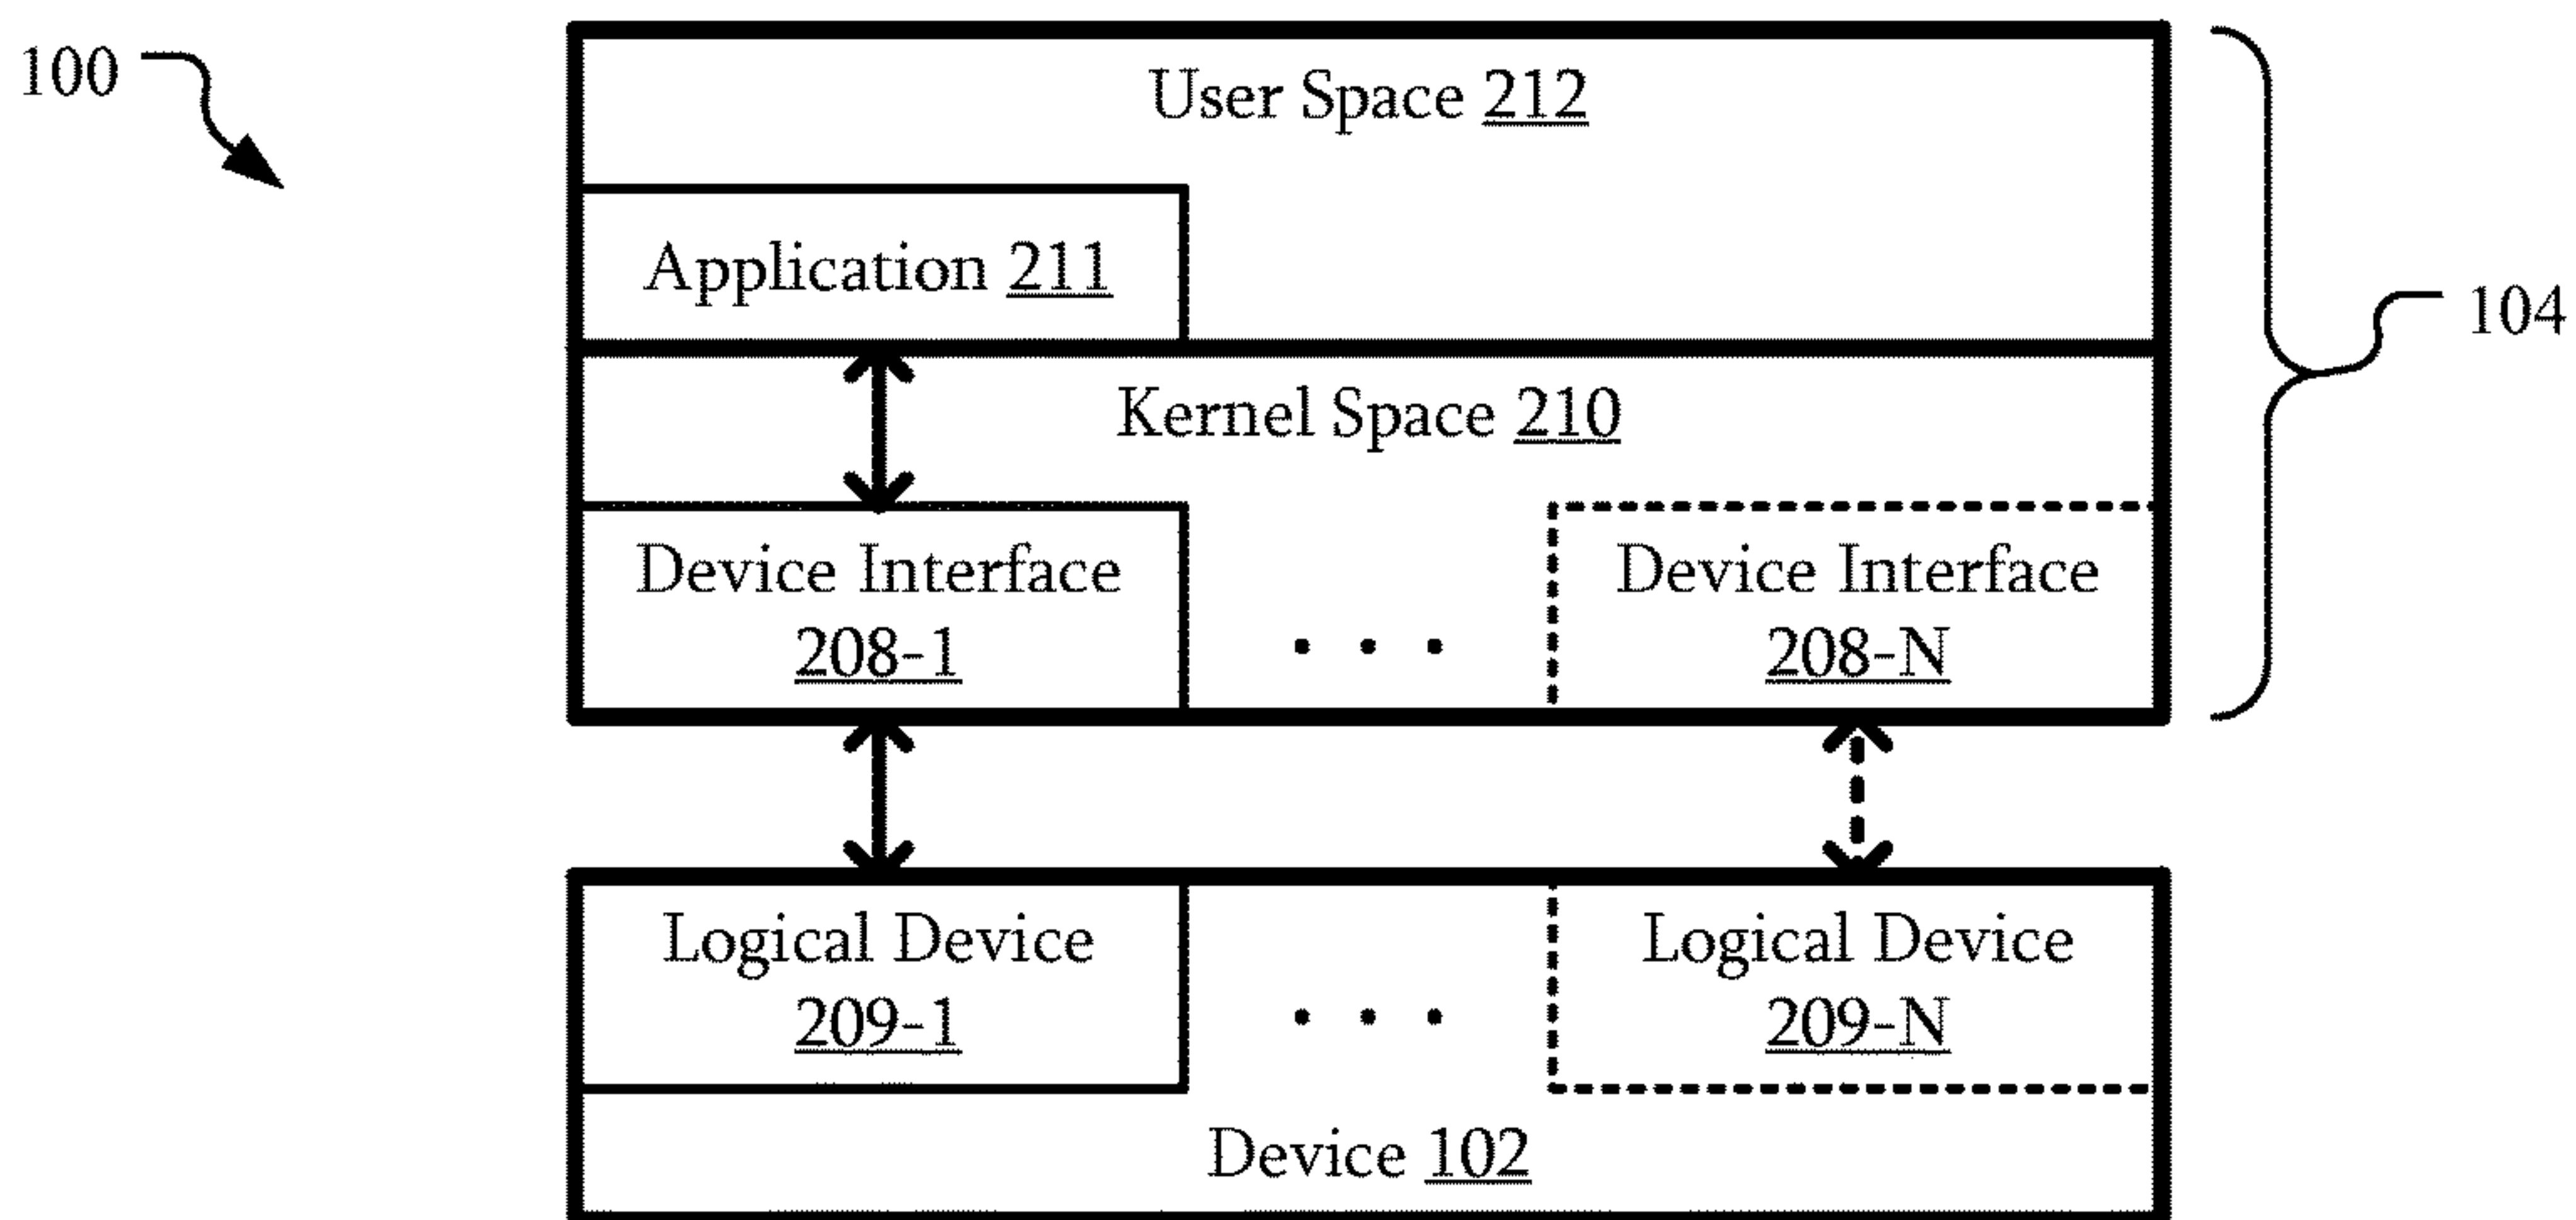 100
User Space 212
Application 211
104
Kernel Space 210
Device Interface
208-1
. . .
Device Interface
208-N
Logical Device
209-1
. . .
Logical Device
209-N
Device 102